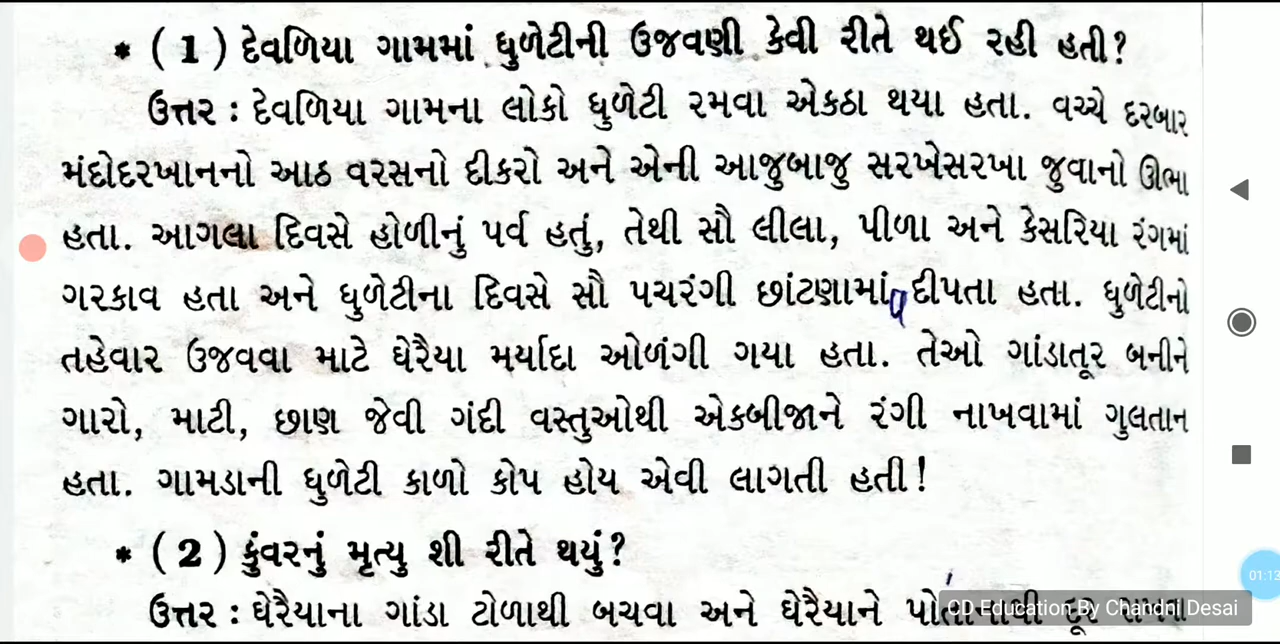 * ( 1 ) દેવળિયા ગામમાં ધુળેટીની ઉજવણી કેવી રીતે થઈ રહી હતી?
ઉત્તર : દેવળિયા ગામના લોકો ધુળેટી રમવા એકઠા થયા હતા. વચ્ચે દરબાર
મંદોદરખાનનો આઠ વરસનો દીકરો અને એની આજુબાજુ સરખેસરખા જુવાનો ઊભા
હતા. આગલા દિવસે હોળીનું પર્વ હતું, તેથી સૌ લીલા, પીળા અને કેસરિયા રંગમાં
ગરકાવ હતા અને ધુળેટીના દિવસે સૌ પચરંગી છાંટણામાં દીપતા હતા. ધુળેટીનો
તહેવાર ઉજવવા માટે ઘેરૈયા મર્યાદા ઓળંગી ગયા હતા. તેઓ ગાંડાતૂર બનીને
ગારો, માટી, છાણ જેવી ગંદી વસ્તુઓથી એકબીજાને રંગી નાખવામાં ગુલતાન
હતા. ગામડાની ધુળેટી કાળો કોપ હોય એવી લાગતી હતી!
* ( 2 ) કુંવરનું મૃત્યુ શી રીતે થયું?
ઉત્તર : ઘેરૈયાના ગાંડા ટોળાથી બચવા અને ઘેરૈયાને દૂર
CD Education By Chandni Desai
01:12